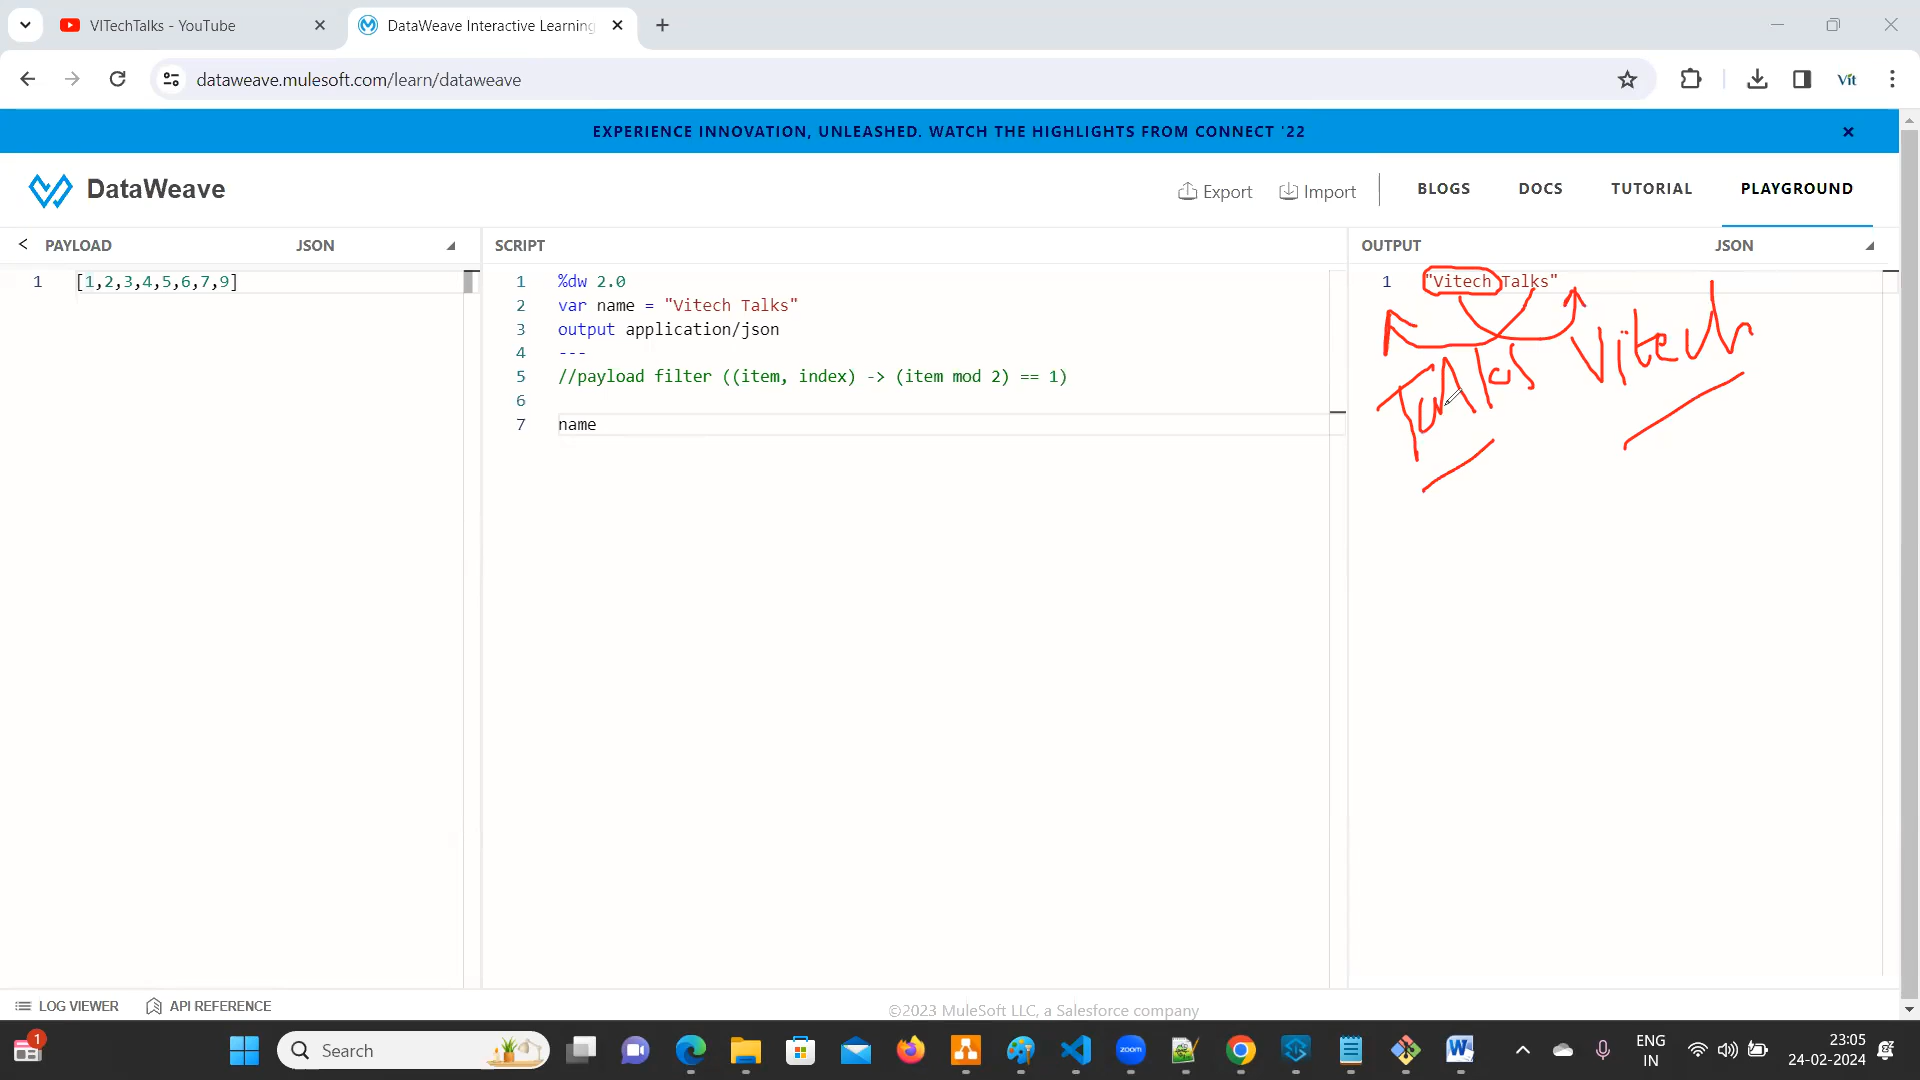 VITechTalks - YouTube
DataWeave Interactive Learning
dataweave.mulesoft.com/learn/dataweave
Vit
EXPERIENCE INNOVATION, UNLEASHED. WATCH THE HIGHLIGHTS FROM CONNECT '22
DataWeave
Export
Import
BLOGS
DOCS
TUTORIAL
PLAYGROUND
PAYLOAD
JSON
1 [1,2,3,4,5,6,7,9]
SCRIPT
1 %dw 2.0
2 var name = "Vitech Talks"
3 output application/json
4 ---
5 //payload filter ((item, index) -> (item mod 2) == 1)
6
7 name
OUTPUT
JSON
1 "Vitech Talks"
Talks Vitech
LOG VIEWER
API REFERENCE
©2023 MuleSoft LLC, a Salesforce company
1
Search
zoom
ENG
IN
23:05
24-02-2024